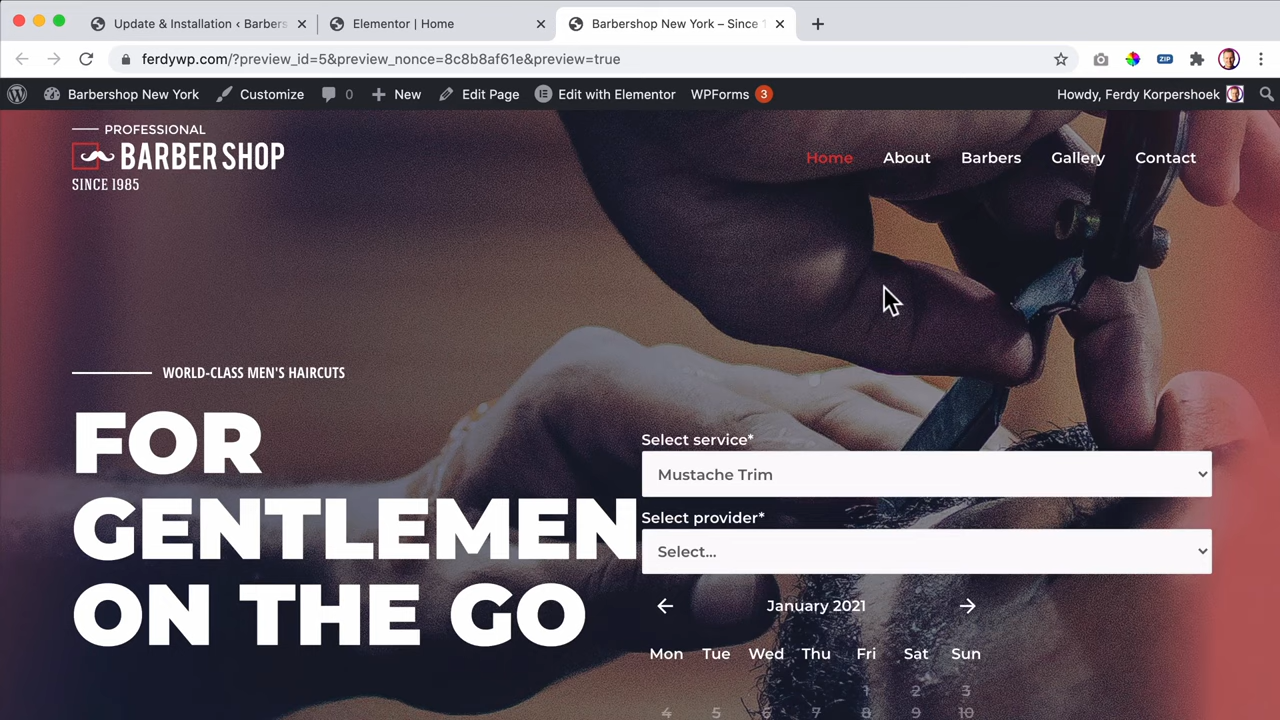 Update & Installation ‹ Barbers
Elementor | Home
Barbershop New York – Since 1
ferdywp.com/?preview_id=5&preview_nonce=8c8b8af61e&preview=true
ZIP
Barbershop New York
Customize
0
New
Edit Page
Edit with Elementor
WPForms 3
Howdy, Ferdy Korpershoek
PROFESSIONAL
BARBER SHOP
SINCE 1985
Home
About
Barbers
Gallery
Contact
WORLD-CLASS MEN'S HAIRCUTS
FOR
GENTLEMEN
ON THE GO
Select service*
Mustache Trim
Select provider*
Select...
January 2021
Mon Tue Wed Thu Fri Sat Sun
1 2 3
4 5 6 7 8 9 10